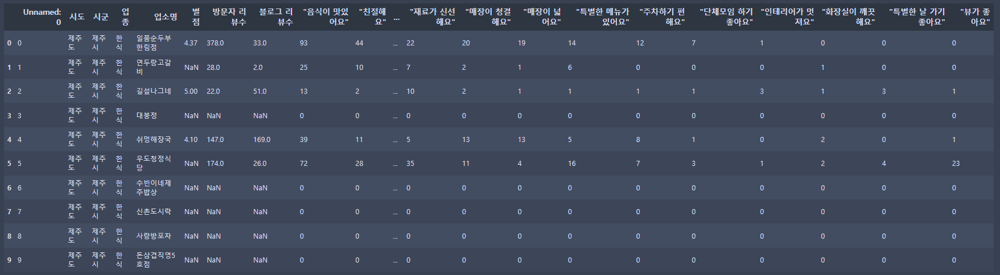 Unnamed: 0 시도 시군 업종 업소명 별점 방문자 리뷰수 블로그 리뷰수 "음식이 맛있어요" "친절해요" ... "재료가 신선해요" "매장이 청결해요" "매장이 넓어요" "특별한 메뉴가 있어요" "주차하기 편해요" "단체모임 하기 좋아요" "인테리어가 멋져요" "화장실이 깨끗해요" "특별한 날 가기 좋아요" "뷰가 좋아요"
0 0 제주도 제주시 한식 일품순두부 한림점 4.37 378.0 33.0 93 44 ... 22 20 19 14 12 7 1 0 0 0
1 1 제주도 제주시 한식 연두랑고갈비 NaN 28.0 2.0 25 10 ... 7 2 1 6 0 0 0 1 0 0
2 2 제주도 제주시 한식 길섶나그네 5.00 22.0 51.0 13 2 ... 10 2 1 1 1 1 3 1 3 1
3 3 제주도 제주시 한식 대붕정 NaN NaN NaN 0 0 ... 0 0 0 0 0 0 0 0 0 0
4 4 제주도 제주시 한식 쉬멍해장국 4.10 147.0 169.0 39 11 ... 5 13 13 5 8 1 0 2 0 1
5 5 제주도 제주시 한식 우도청정식당 NaN 174.0 26.0 72 28 ... 35 11 4 16 7 3 1 2 4 23
6 6 제주도 제주시 한식 수빈이네제주밥상 NaN NaN NaN 0 0 ... 0 0 0 0 0 0 0 0 0 0
7 7 제주도 제주시 한식 신촌도시락 NaN NaN NaN 0 0 ... 0 0 0 0 0 0 0 0 0 0
8 8 제주도 제주시 한식 사랑방포차 NaN NaN NaN 0 0 ... 0 0 0 0 0 0 0 0 0 0
9 9 제주도 제주시 한식 돈삼겹직영5호점 NaN NaN NaN 0 0 ... 0 0 0 0 0 0 0 0 0 0